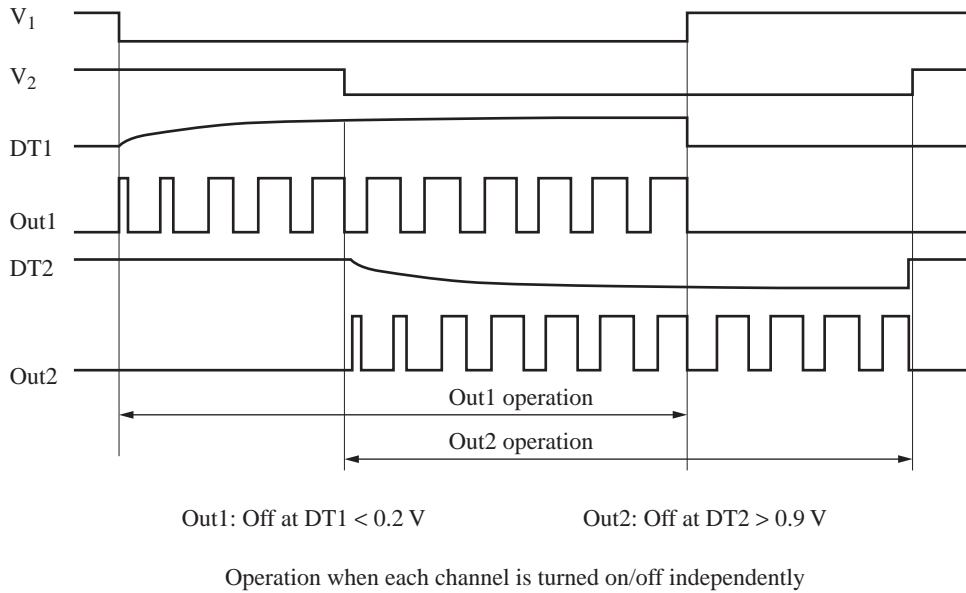 V1
V2
DT1
Out1
DT2
Out2
Out1 operation
Out2 operation
Out1: Off at DT1 < 0.2 V
Out2: Off at DT2 > 0.9 V
Operation when each channel is turned on/off independently